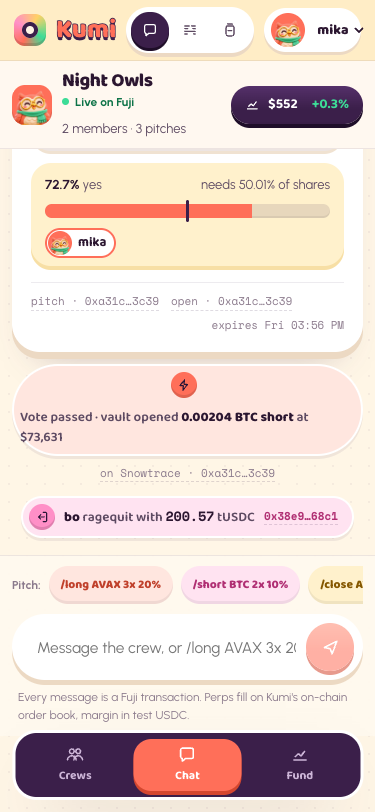 Kumi
mika
Night Owls
Live on Fuji
2 members · 3 pitches
$552 +0.3%
72.7% yes
needs 50.01% of shares
mika
pitch · 0xa31c…3c39 open · 0xa31c…3c39
expires Fri 03:56 PM
Vote passed · vault opened 0.00204 BTC short at
$73,631
on Snowtrace · 0xa31c…3c39
bo ragequit with 200.57 tUSDC 0x38e9…68c1
Pitch:
/long AVAX 3x 20%
/short BTC 2x 10%
/close A
Message the crew, or /long AVAX 3x 20
Every message is a Fuji transaction. Perps fill on Kumi's on-chain
order book, margin in test USDC.
Crews
Chat
Fund